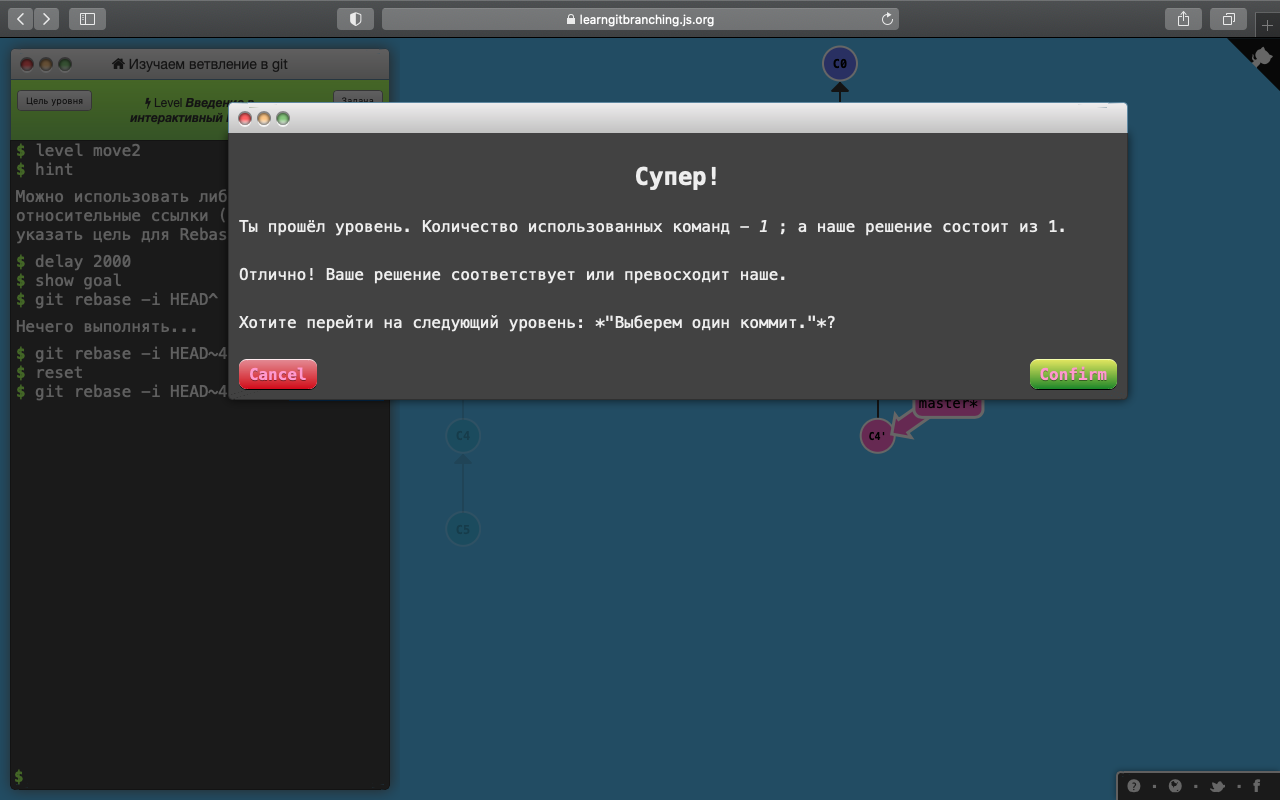 learngitbranching.js.org
Изучаем ветвление в git
Цель уровня
Level Введение в
Задача
интерактивный
$ level move2
$ hint
Можно использовать либ
относительные ссылки (
указать цель для Rebas
$ delay 2000
$ show goal
$ git rebase -i HEAD^
Нечего выполнять...
$ git rebase -i HEAD~4
$ reset
$ git rebase -i HEAD~4
$
C0
Супер!
Ты прошёл уровень. Количество использованных команд – 1 ; а наше решение состоит из 1.
Отлично! Ваше решение соответствует или превосходит наше.
Хотите перейти на следующий уровень: *"Выберем один коммит."*?
Cancel
Confirm
master*
C4
C4'
C5